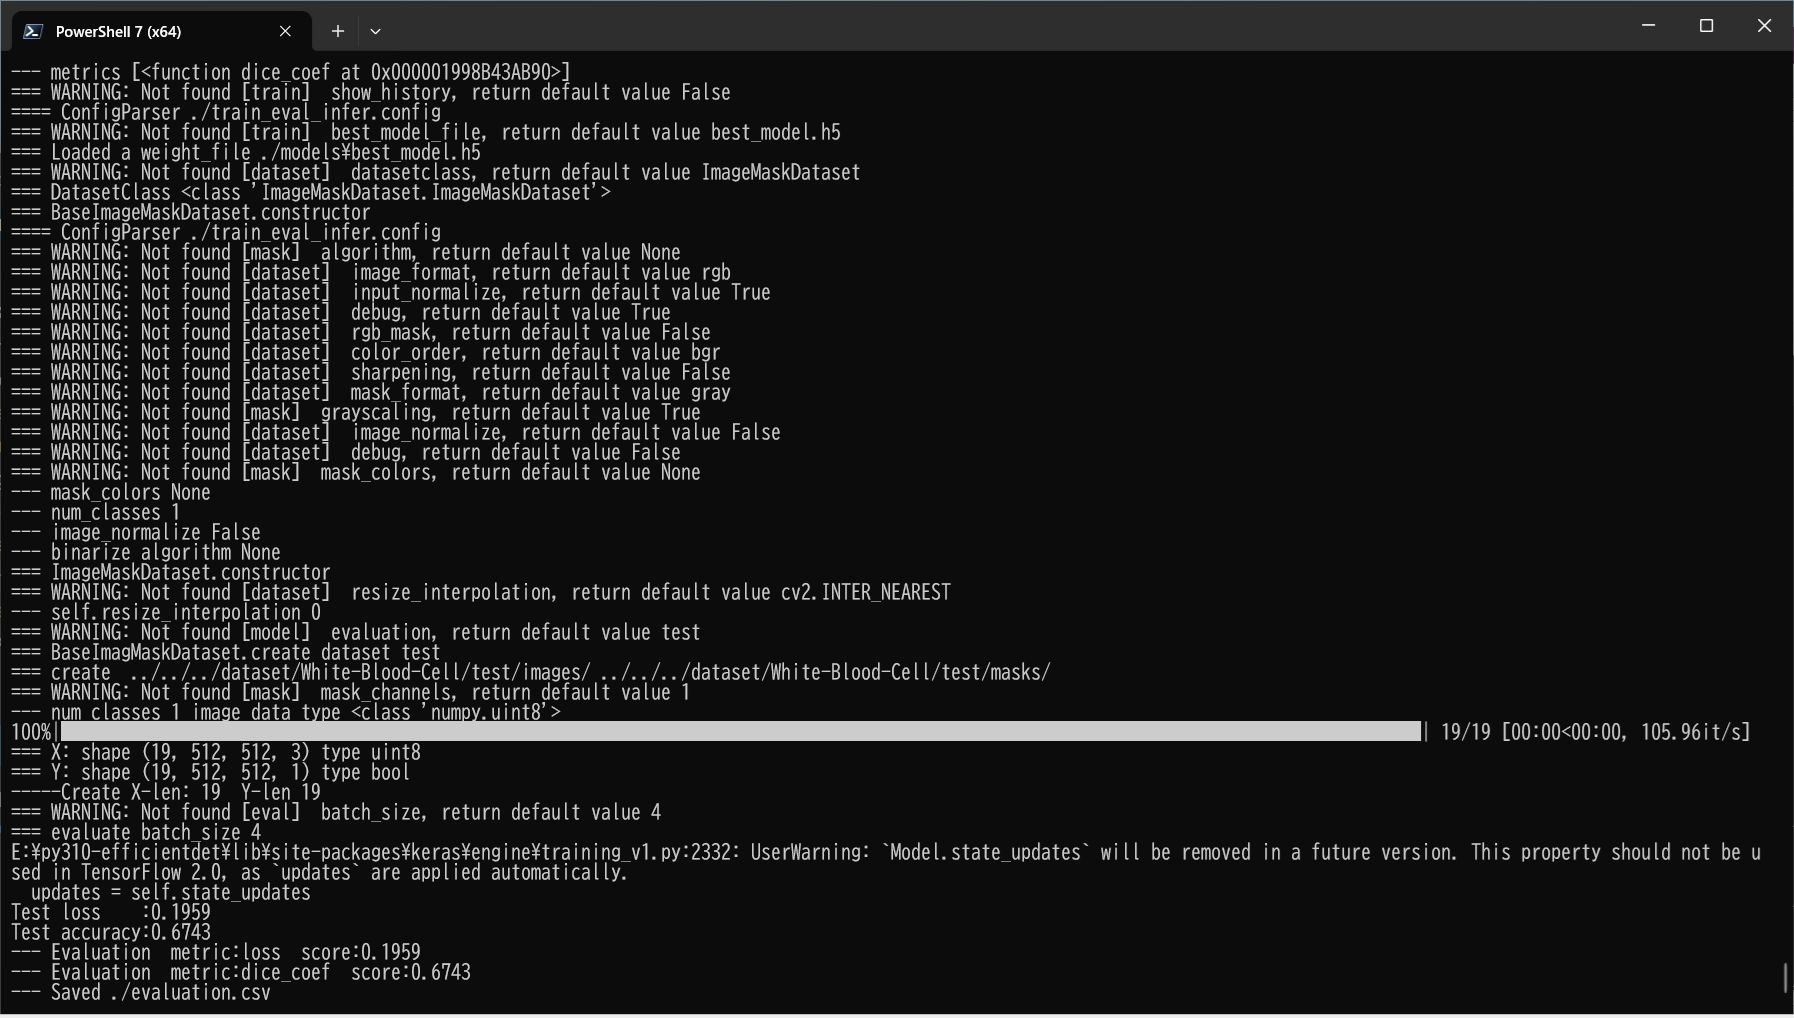 PowerShell 7 (x64)
--- metrics [<function dice_coef at 0x000001998B43AB90>]
=== WARNING: Not found [train]  show_history, return default value False
==== ConfigParser ./train_eval_infer.config
=== WARNING: Not found [train]  best_model_file, return default value best_model.h5
=== Loaded a weight_file ./models¥best_model.h5
=== WARNING: Not found [dataset]  datasetclass, return default value ImageMaskDataset
=== DatasetClass <class 'ImageMaskDataset.ImageMaskDataset'>
=== BaseImageMaskDataset.constructor
==== ConfigParser ./train_eval_infer.config
=== WARNING: Not found [mask]  algorithm, return default value None
=== WARNING: Not found [dataset]  image_format, return default value rgb
=== WARNING: Not found [dataset]  input_normalize, return default value True
=== WARNING: Not found [dataset]  debug, return default value True
=== WARNING: Not found [dataset]  rgb_mask, return default value False
=== WARNING: Not found [dataset]  color_order, return default value bgr
=== WARNING: Not found [dataset]  sharpening, return default value False
=== WARNING: Not found [dataset]  mask_format, return default value gray
=== WARNING: Not found [mask]  grayscaling, return default value True
=== WARNING: Not found [dataset]  image_normalize, return default value False
=== WARNING: Not found [dataset]  debug, return default value False
=== WARNING: Not found [mask]  mask_colors, return default value None
--- mask_colors None
--- num_classes 1
--- image_normalize False
--- binarize algorithm None
=== ImageMaskDataset.constructor
=== WARNING: Not found [dataset]  resize_interpolation, return default value cv2.INTER_NEAREST
--- self.resize_interpolation 0
=== WARNING: Not found [model]  evaluation, return default value test
=== BaseImagMaskDataset.create dataset test
=== create  ../../../dataset/White-Blood-Cell/test/images/ ../../../dataset/White-Blood-Cell/test/masks/
=== WARNING: Not found [mask]  mask_channels, return default value 1
--- num_classes 1 image data_type <class 'numpy.uint8'>
100%| | 19/19 [00:00<00:00, 105.96it/s]
=== X: shape (19, 512, 512, 3) type uint8
=== Y: shape (19, 512, 512, 1) type bool
-----Create X-len: 19  Y-len 19
=== WARNING: Not found [eval]  batch_size, return default value 4
=== evaluate batch_size 4
E:¥py310-efficientdet¥lib¥site-packages¥keras¥engine¥training_v1.py:2332: UserWarning: `Model.state_updates` will be removed in a future version. This property should not be u
sed in TensorFlow 2.0, as `updates` are applied automatically.
  updates = self.state_updates
Test loss    :0.1959
Test accuracy:0.6743
--- Evaluation  metric:loss  score:0.1959
--- Evaluation  metric:dice_coef  score:0.6743
--- Saved ./evaluation.csv